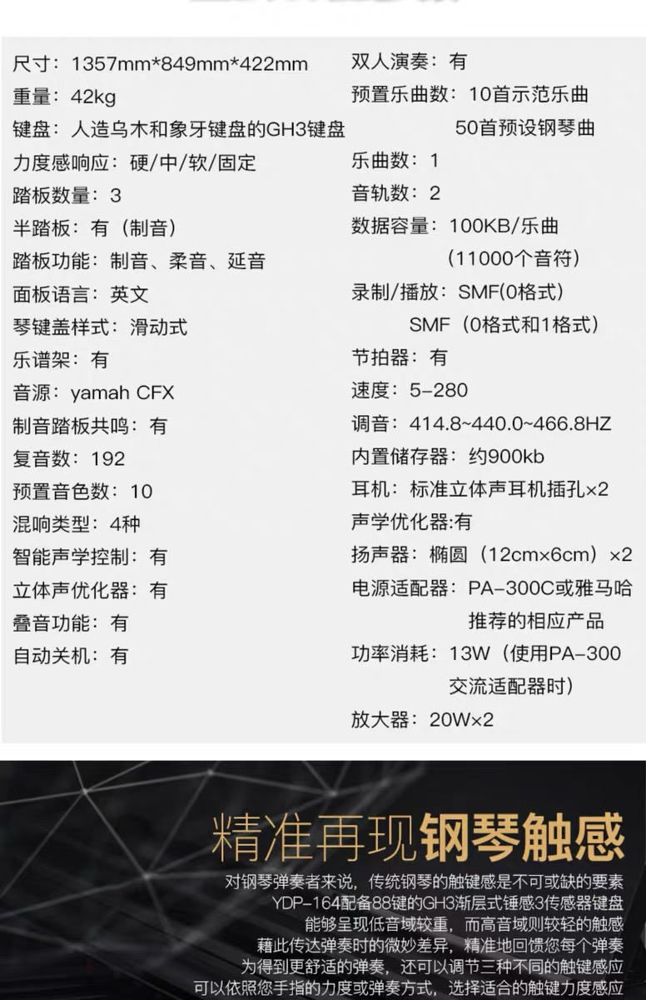 尺寸：1357mm*849mm*422mm
重量：42kg
键盘：人造乌木和象牙键盘的GH3键盘
力度感响应：硬/中/软/固定
踏板数量：3
半踏板：有（制音）
踏板功能：制音、柔音、延音
面板语言：英文
琴键盖样式：滑动式
乐谱架：有
音源：yamah CFX
制音踏板共鸣：有
复音数：192
预置音色数：10
混响类型：4种
智能声学控制：有
立体声优化器：有
叠音功能：有
自动关机：有
双人演奏：有
预置乐曲数：10首示范乐曲
50首预设钢琴曲
乐曲数：1
音轨数：2
数据容量：100KB/乐曲
（11000个音符）
录制/播放：SMF(0格式)
SMF（0格式和1格式）
节拍器：有
速度：5-280
调音：414.8~440.0~466.8HZ
内置储存器：约900kb
耳机：标准立体声耳机插孔×2
声学优化器:有
扬声器：椭圆（12cm×6cm）×2
电源适配器：PA-300C或雅马哈
推荐的相应产品
功率消耗：13W（使用PA-300
交流适配器时）
放大器：20W×2
精准再现钢琴触感
对钢琴弹奏者来说，传统钢琴的触键感是不可或缺的要素
YDP-164配备88键的GH3渐层式锤感3传感器键盘
能够呈现低音域较重，而高音域则较轻的触感
藉此传达弹奏时的微妙差异，精准地回馈您每个弹奏
为得到更舒适的弹奏，还可以调节三种不同的触键感应
可以依照您手指的力度或弹奏方式，选择适合的触键力度感应